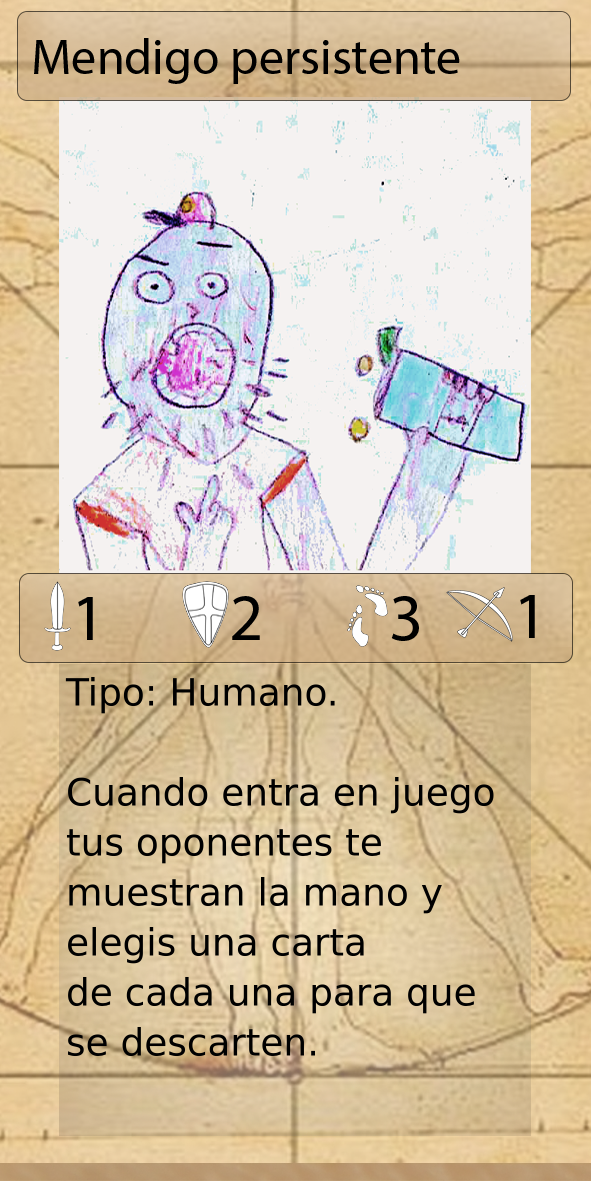 Mendigo persistente
1 2 3 1
Tipo: Humano.
Cuando entra en juego
tus oponentes te
muestran la mano y
elegis una carta
de cada una para que
se descarten.